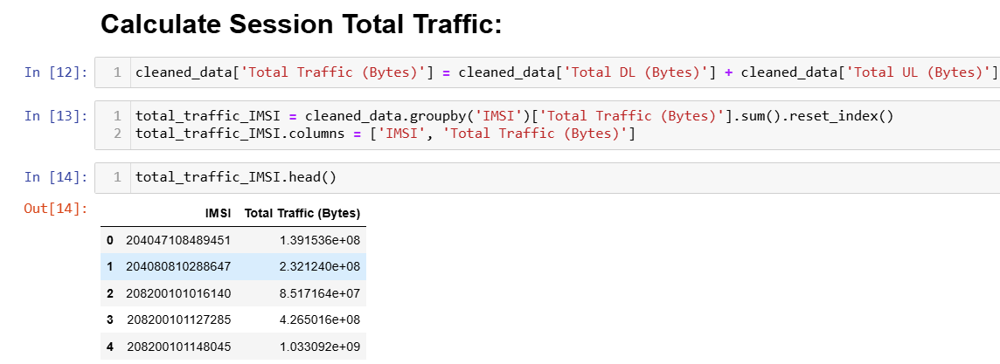 Calculate Session Total Traffic:
In [12]: 1 cleaned_data['Total Traffic (Bytes)'] = cleaned_data['Total DL (Bytes)'] + cleaned_data['Total UL (Bytes)']
In [13]: 1 total_traffic_IMSI = cleaned_data.groupby('IMSI')['Total Traffic (Bytes)'].sum().reset_index()
2 total_traffic_IMSI.columns = ['IMSI', 'Total Traffic (Bytes)']
In [14]: 1 total_traffic_IMSI.head()
Out[14]:
IMSI Total Traffic (Bytes)
0 204047108489451 1.391536e+08
1 204080810288647 2.321240e+08
2 208200101016140 8.517164e+07
3 208200101127285 4.265016e+08
4 208200101148045 1.033092e+09